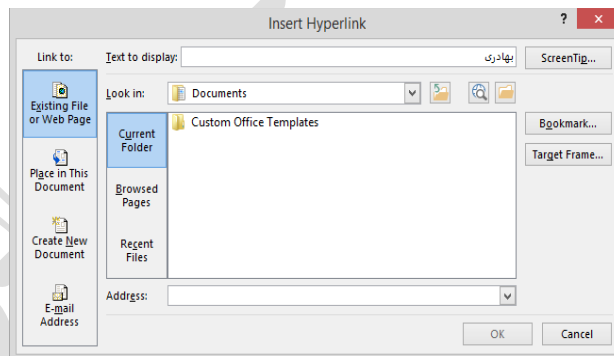 Insert Hyperlink
?
Link to:
Text to display:
بهادری
ScreenTip...
Existing File
or Web Page
Look in:
Documents
Current
Folder
Custom Office Templates
Bookmark...
Place in This
Document
Target Frame...
Browsed
Pages
Create New
Document
Recent
Files
E-mail
Address
Address:
OK
Cancel